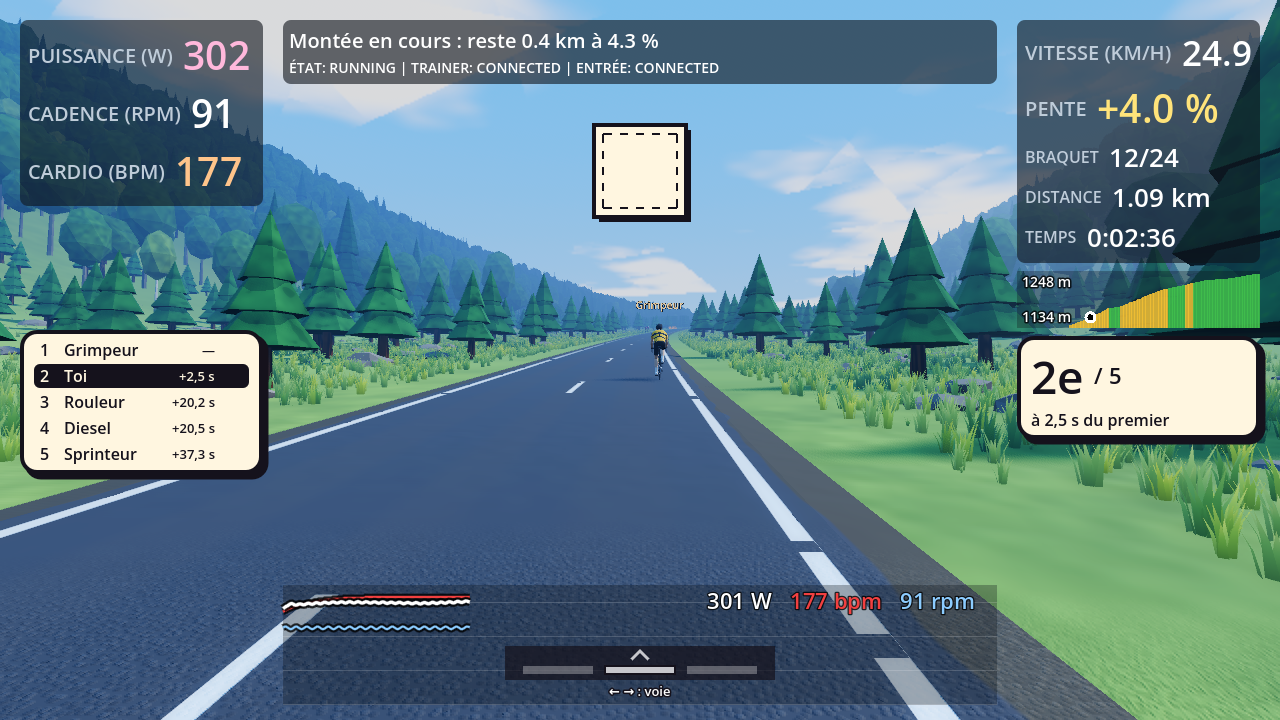 PUISSANCE (W) 302
CADENCE (RPM) 91
CARDIO (BPM) 177
Montée en cours : reste 0.4 km à 4.3 %
ÉTAT: RUNNING | TRAINER: CONNECTED | ENTRÉE: CONNECTED
VITESSE (KM/H) 24.9
PENTE +4.0 %
BRAQUET 12/24
DISTANCE 1.09 km
TEMPS 0:02:36
1248 m
1134 m
Grimpeur
1 Grimpeur —
2 Toi +2,5 s
3 Rouleur +20,2 s
4 Diesel +20,5 s
5 Sprinteur +37,3 s
2e / 5
à 2,5 s du premier
301 W 177 bpm 91 rpm
← → : voie